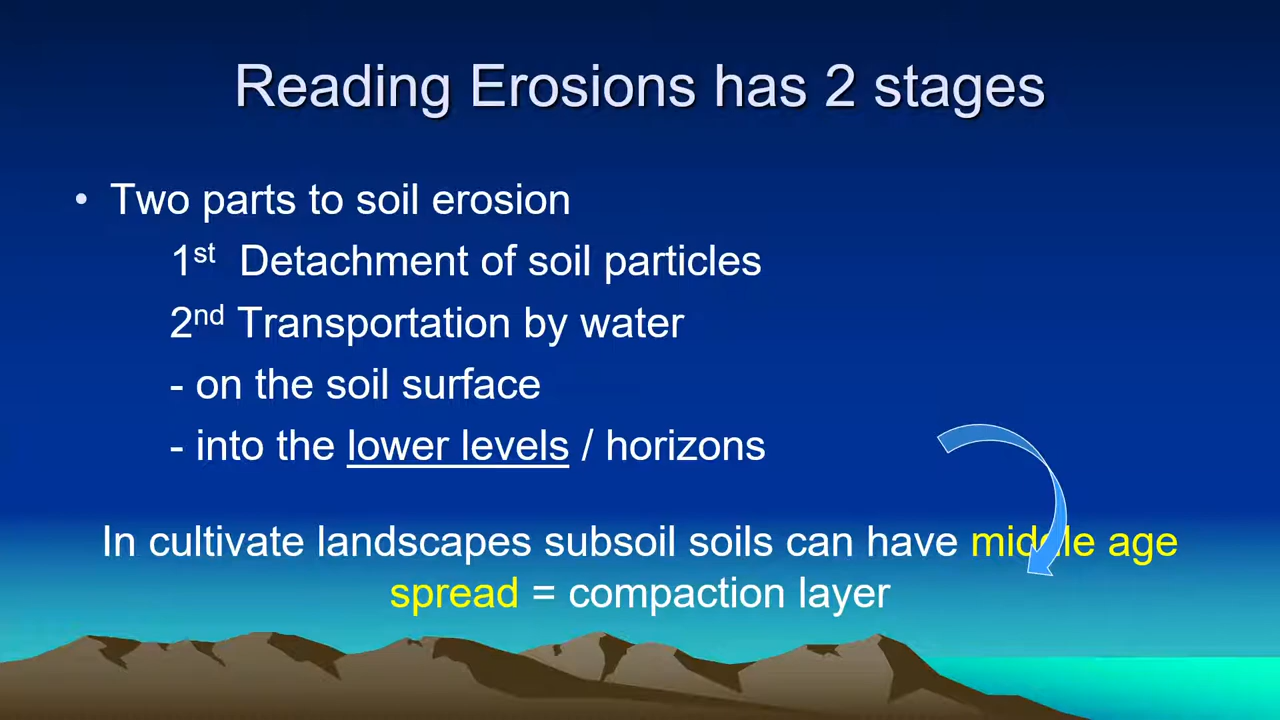 Reading Erosions has 2 stages
• Two parts to soil erosion
1st Detachment of soil particles
2nd Transportation by water
- on the soil surface
- into the lower levels / horizons
In cultivate landscapes subsoil soils can have middle age
spread = compaction layer